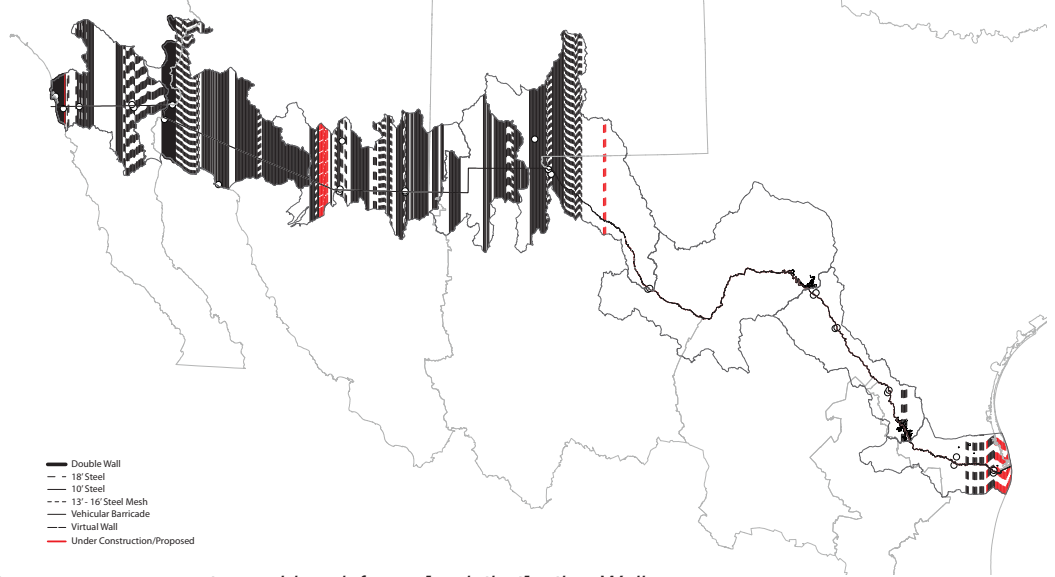 Double Wall
18' Steel
10' Steel
13' - 16' Steel Mesh
Vehicular Barricade
Virtual Wall
Under Construction/Proposed